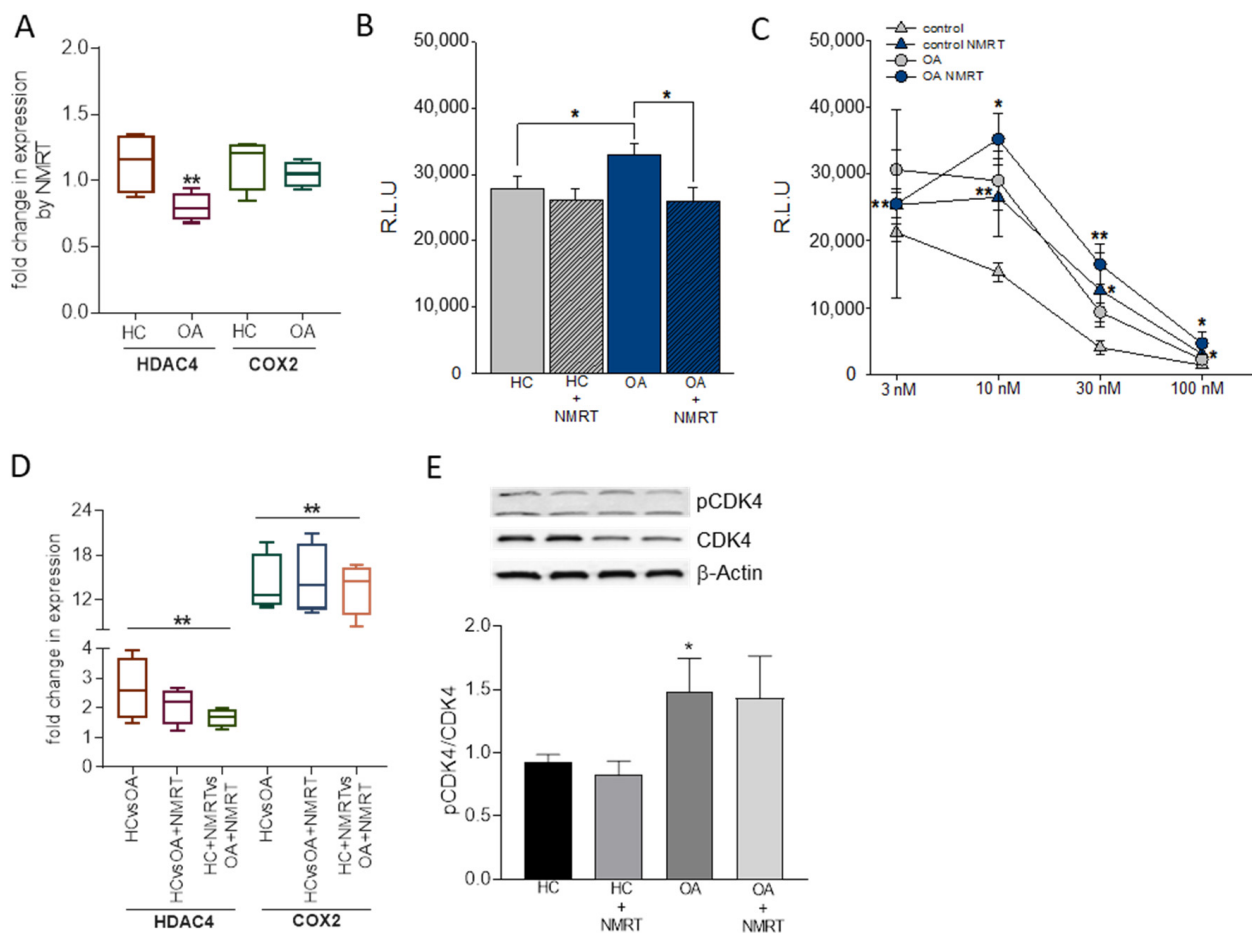 A
fold change in expression
by NMRT
2.0
1.5
1.0
0.5
0.0
**
HC
OA
HC
OA
HDAC4
COX2
B
R.L.U
50,000
40,000
30,000
20,000
10,000
0
*
*
HC
HC
+
NMRT
OA
OA
+
NMRT
C
control
control NMRT
OA
OA NMRT
R.L.U
50,000
40,000
30,000
20,000
10,000
0
**
*
**
**
*
*
*
3 nM
10 nM
30 nM
100 nM
D
fold change in expression
24
18
12
4
3
2
1
0
**
**
HCvsOA
HCvsOA+NMRT
HC+NMRTvs
OA+NMRT
HCvsOA
HCvsOA+NMRT
HC+NMRTvs
OA+NMRT
HDAC4
COX2
E
pCDK4
CDK4
β-Actin
pCDK4/CDK4
2.0
1.5
1.0
0.5
0.0
*
HC
HC
+
NMRT
OA
OA
+
NMRT